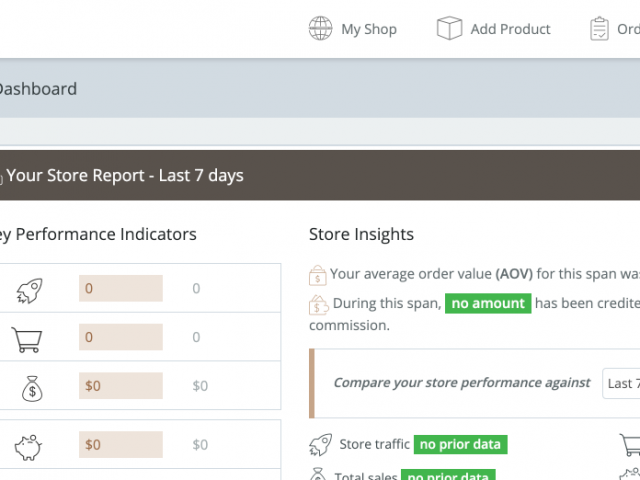 My Shop Add Product
Dashboard
Your Store Report - Last 7 days
Key Performance Indicators
Store Insights
0 0
0 0
$0 $0
$0 $0
Your average order value (AOV) for this span was
During this span, no amount has been credite
commission.
Compare your store performance against Last 7
Store traffic no prior data
Total sales no prior data